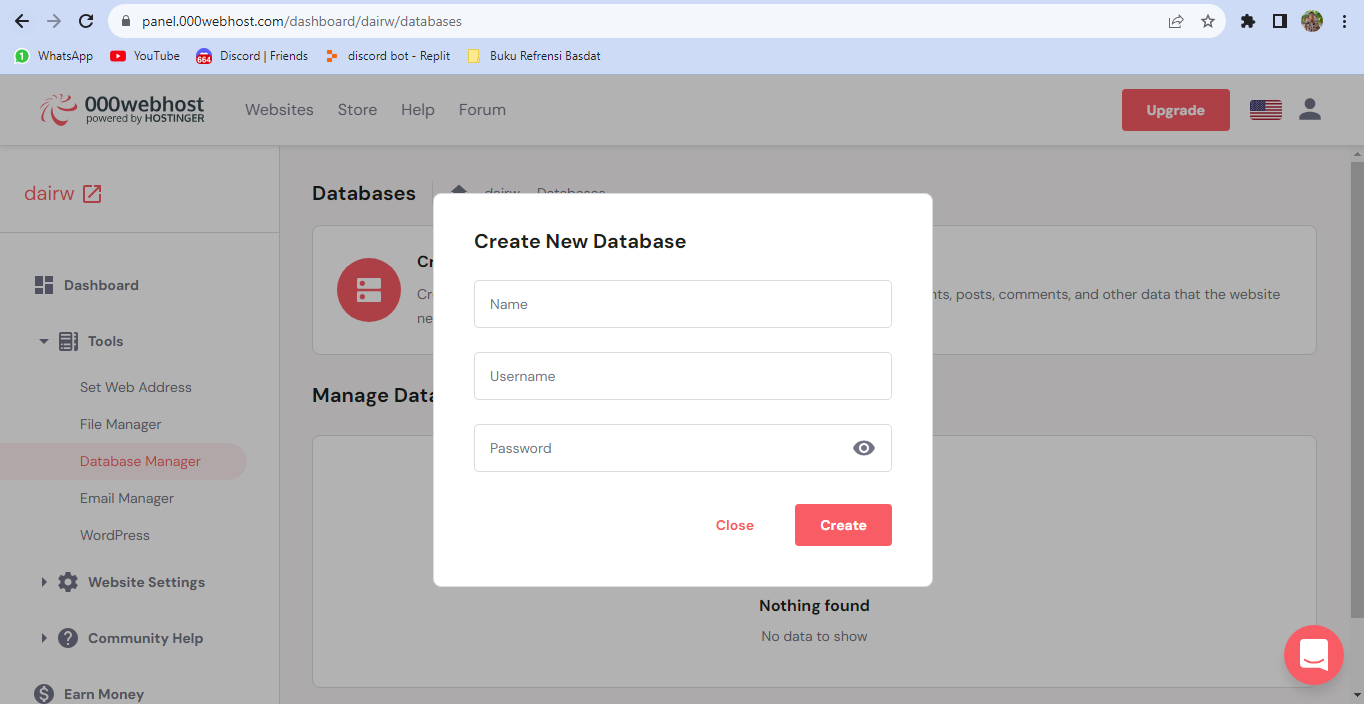 panel.000webhost.com/dashboard/dairw/databases
1 WhatsApp YouTube 664 Discord | Friends discord bot - Replit Buku Refrensi Basdat
000webhost
powered by HOSTINGER
Websites Store Help Forum Upgrade
dairw
Databases dairw Databases
Create New Database
Cr
Name
Cr
nts, posts, comments, and other data that the website
ne
Dashboard
Tools
Username
Set Web Address
Manage Data
File Manager
Password
Database Manager
Email Manager
Close Create
WordPress
Website Settings
Nothing found
Community Help
No data to show
Earn Money